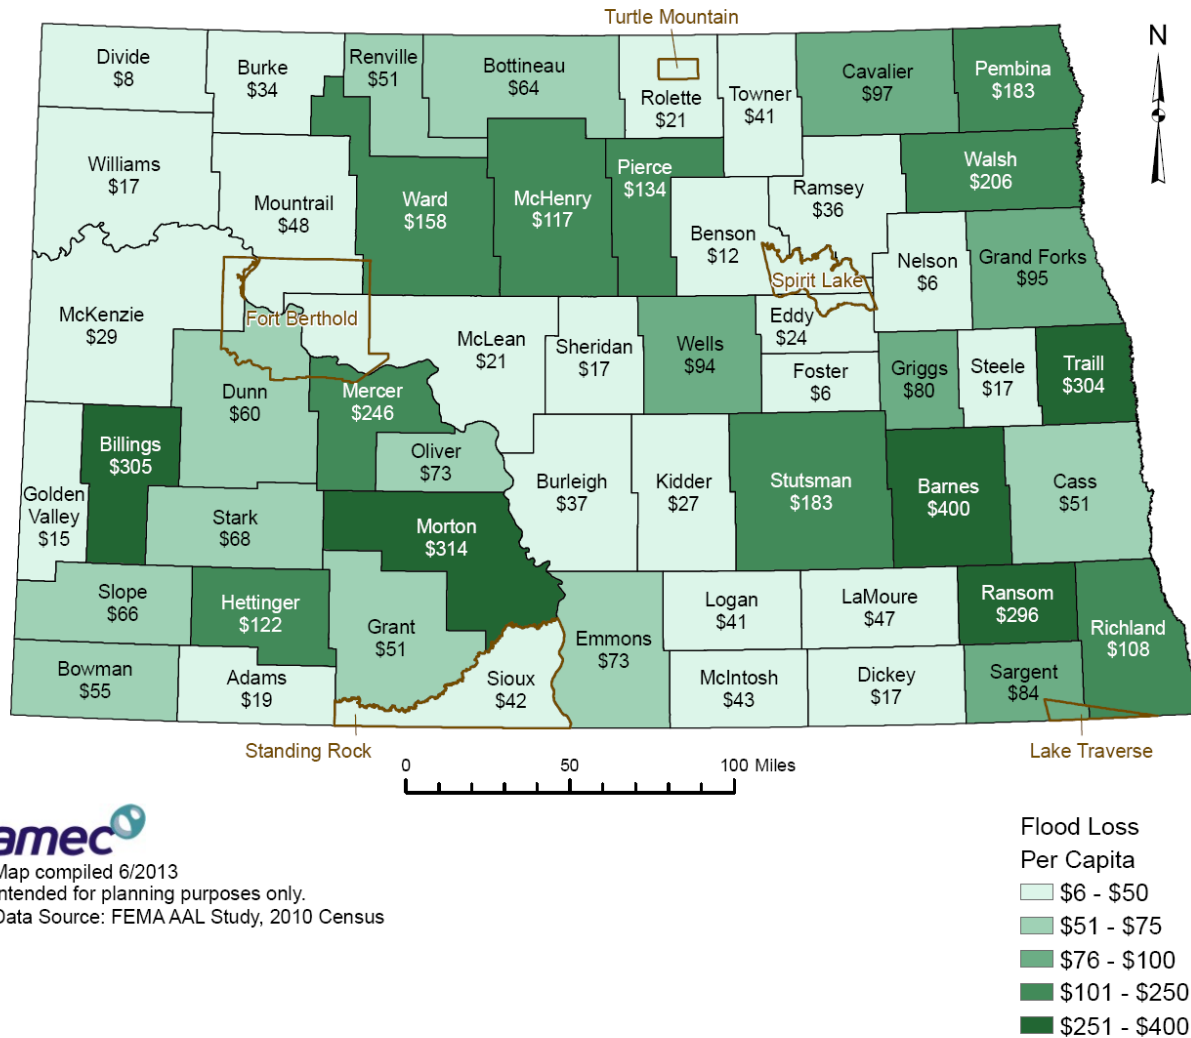 Turtle Mountain
N
Divide
$8
Burke
$34
Renville
$51
Bottineau
$64
Rolette
$21
Towner
$41
Cavalier
$97
Pembina
$183
Williams
$17
Mountrail
$48
Ward
$158
McHenry
$117
Pierce
$134
Benson
$12
Ramsey
$36
Walsh
$206
Nelson
$6
Grand Forks
$95
Spirit Lake
McKenzie
$29
Fort Berthold
Dunn
$60
Mercer
$246
McLean
$21
Sheridan
$17
Wells
$94
Eddy
$24
Foster
$6
Griggs
$80
Steele
$17
Traill
$304
Golden
Valley
$15
Billings
$305
Stark
$68
Oliver
$73
Morton
$314
Burleigh
$37
Kidder
$27
Stutsman
$183
Barnes
$400
Cass
$51
Slope
$66
Hettinger
$122
Grant
$51
Emmons
$73
Logan
$41
LaMoure
$47
Ransom
$296
Richland
$108
Bowman
$55
Adams
$19
Sioux
$42
McIntosh
$43
Dickey
$17
Sargent
$84
Standing Rock
Lake Traverse
0 50 100 Miles
amec
Map compiled 6/2013
intended for planning purposes only.
Data Source: FEMA AAL Study, 2010 Census
Flood Loss
Per Capita
$6 - $50
$51 - $75
$76 - $100
$101 - $250
$251 - $400